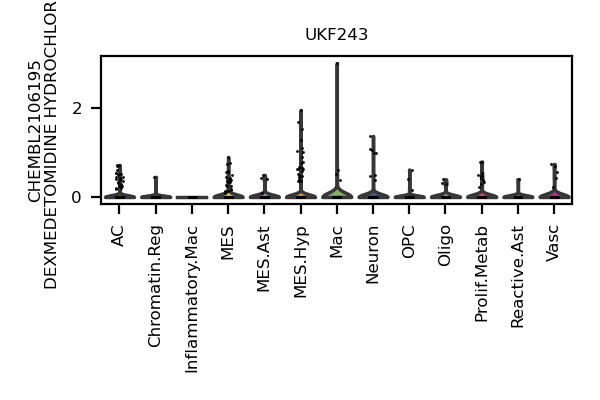 UKF243
CHEMBL2106195
DEXMEDETOMIDINE HYDROCHLOR
2
0
AC
Chromatin.Reg
Inflammatory.Mac
MES
MES.Ast
MES.Hyp
Mac
Neuron
OPC
Oligo
Prolif.Metab
Reactive.Ast
Vasc